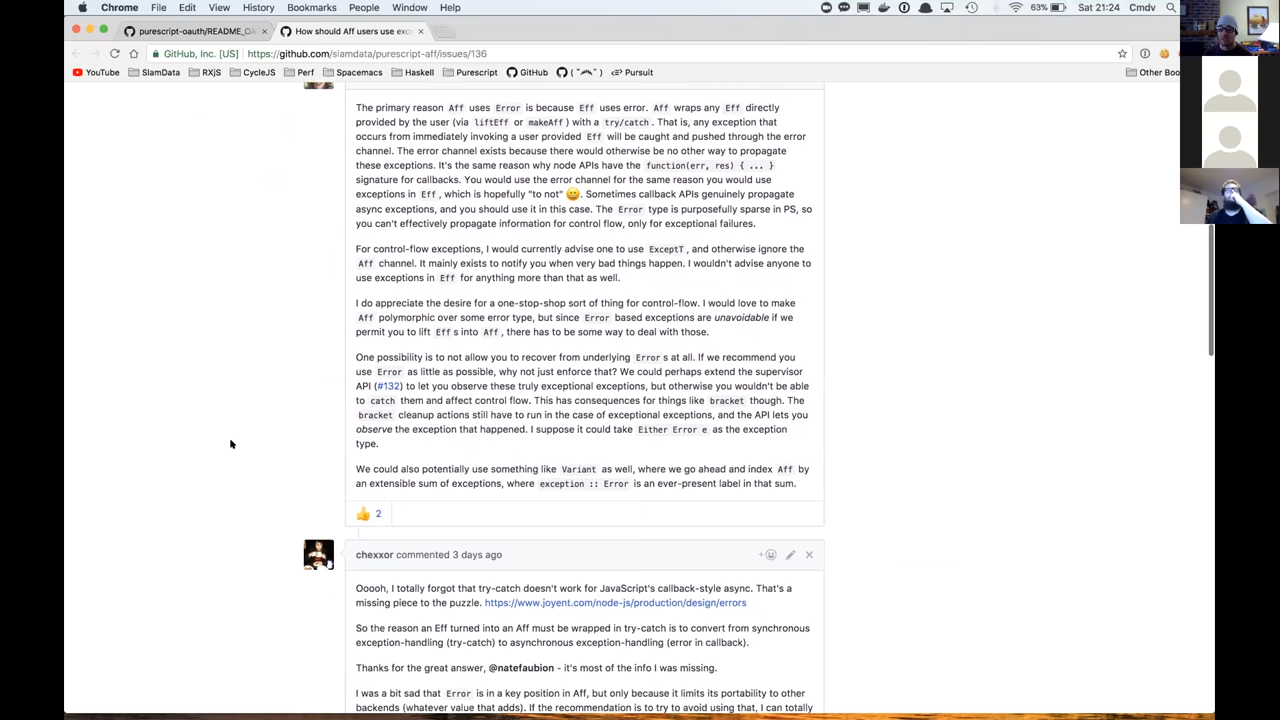 Chrome File Edit View History Bookmarks People Window Help 63% Sat 21:24 Cmdv
purescript-oauth/README_OA × How should Aff users use exc ×
GitHub, Inc. [US] https://github.com/slamdata/purescript-aff/issues/136
YouTube SlamData RXjS CycleJS Perf Spacemacs Haskell Purescript GitHub Pursuit Other Boo
The primary reason Aff uses Error is because Eff uses error. Aff wraps any Eff directly
provided by the user (via liftEff or makeAff) with a try/catch. That is, any exception that
occurs from immediately invoking a user provided Eff will be caught and pushed through the error
channel. The error channel exists because there would otherwise be no other way to propagate
these exceptions. It's the same reason why node APIs have the function(err, res) { ... }
signature for callbacks. You would use the error channel for the same reason you would use
exceptions in Eff, which is hopefully "to not" 😄. Sometimes callback APIs genuinely propagate
async exceptions, and you should use it in this case. The Error type is purposefully sparse in PS, so
you can't effectively propagate information for control flow, only for exceptional failures.
For control-flow exceptions, I would currently advise one to use ExceptT, and otherwise ignore the
Aff channel. It mainly exists to notify you when very bad things happen. I wouldn't advise anyone to
use exceptions in Eff for anything more than that as well.
I do appreciate the desire for a one-stop-shop sort of thing for control-flow. I would love to make
Aff polymorphic over some error type, but since Error based exceptions are unavoidable if we
permit you to lift Eff s into Aff, there has to be some way to deal with those.
One possibility is to not allow you to recover from underlying Error s at all. If we recommend you
use Error as little as possible, why not just enforce that? We could perhaps extend the supervisor
API (#132) to let you observe these truly exceptional exceptions, but otherwise you wouldn't be able
to catch them and affect control flow. This has consequences for things like bracket though. The
bracket cleanup actions still have to run in the case of exceptional exceptions, and the API lets you
observe the exception that happened. I suppose it could take Either Error e as the exception
type.
We could also potentially use something like Variant as well, where we go ahead and index Aff by
an extensible sum of exceptions, where exception :: Error is an ever-present label in that sum.
👍 2
chexxor commented 3 days ago
Ooooh, I totally forgot that try-catch doesn't work for JavaScript's callback-style async. That's a
missing piece to the puzzle. https://www.joyent.com/node-js/production/design/errors
So the reason an Eff turned into an Aff must be wrapped in try-catch is to convert from synchronous
exception-handling (try-catch) to asynchronous exception-handling (error in callback).
Thanks for the great answer, @natefaubion - it's most of the info I was missing.
I was a bit sad that Error is in a key position in Aff, but only because it limits its portability to other
backends (whatever value that adds). If the recommendation is to try to avoid using that, I can totally